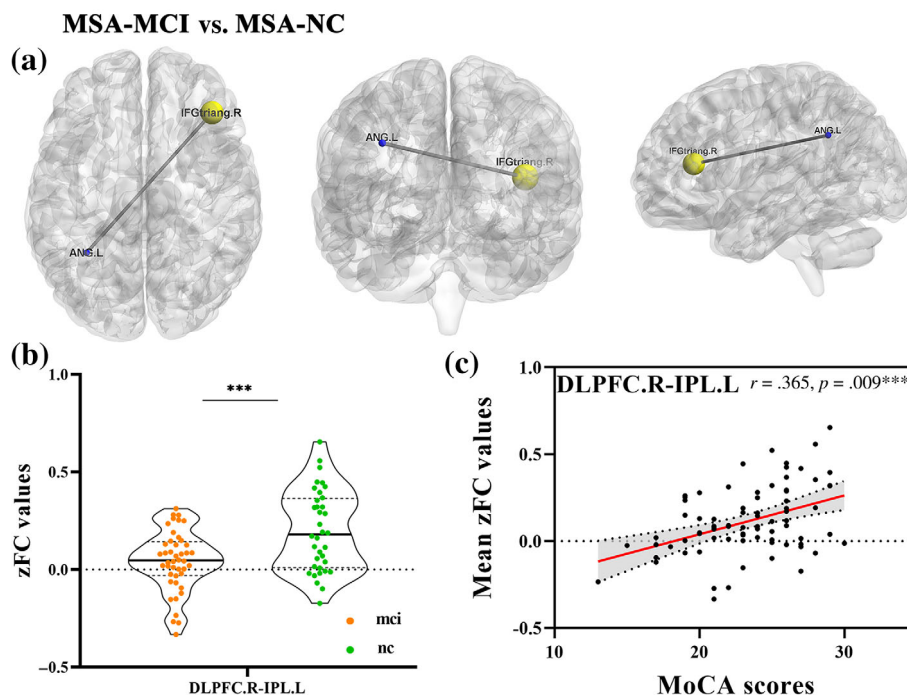 MSA-MCI vs. MSA-NC
(a)
IFGtriang.R
ANG.L
ANG.L
IFGtriang.R
ANG.L
IFGtriang.R
(b)
zFC values
1.0
0.5
0.0
–0.5
***
mci
nc
DLPFC.R-IPL.L
(c)
Mean zFC values
1.0
0.5
0.0
-0.5
DLPFC.R-IPL.L r = .365, p = .009***
10
20
30
MoCA scores